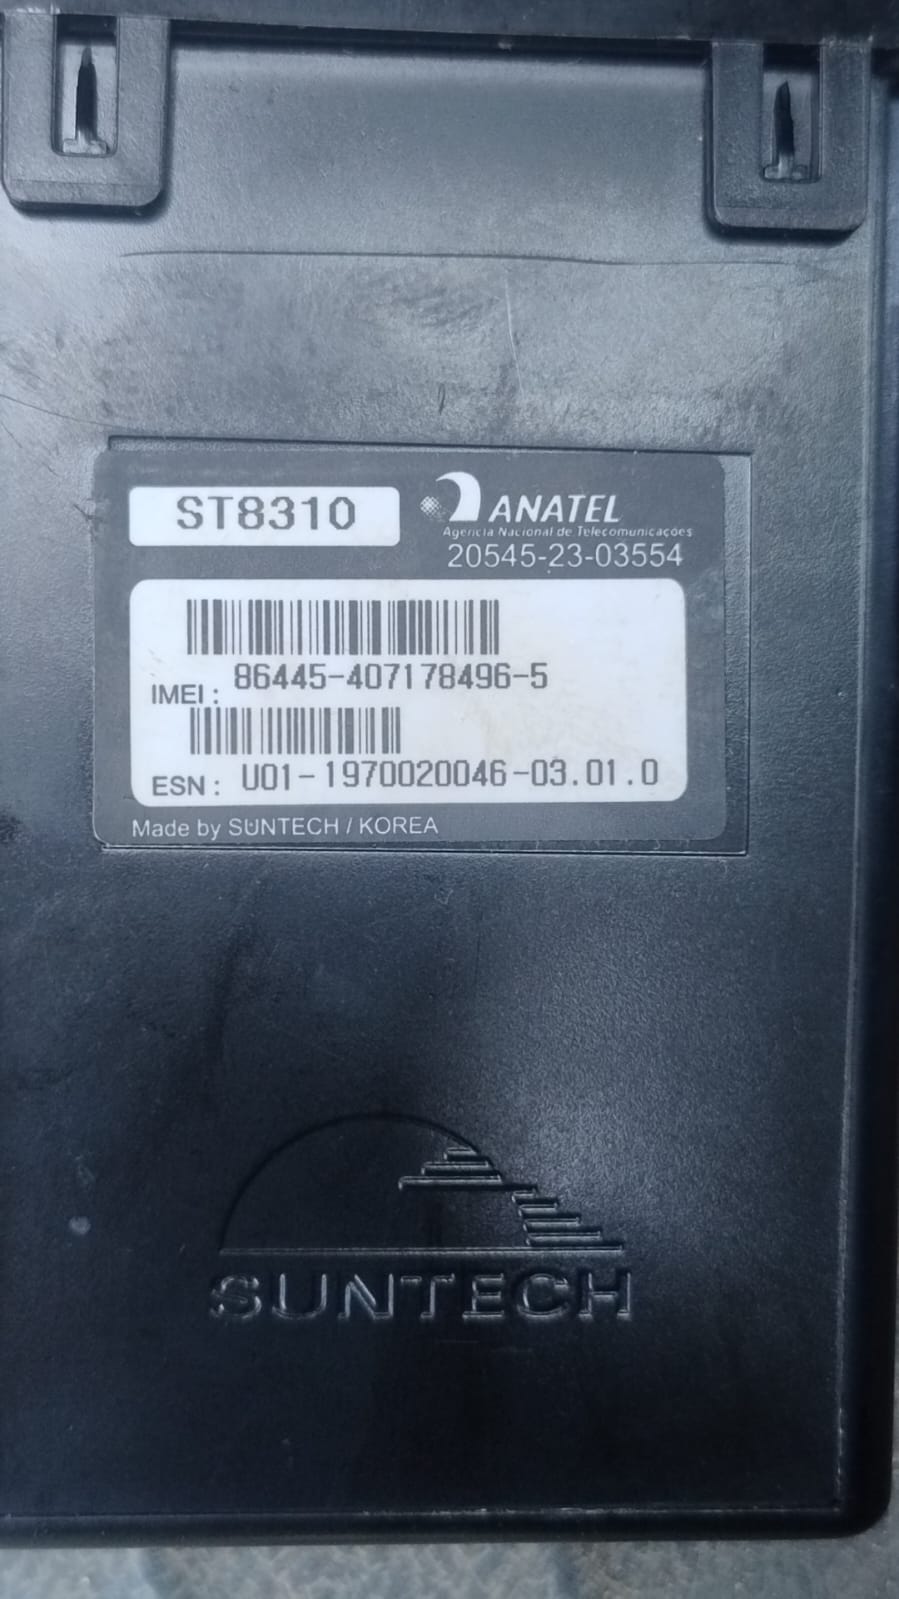 ST8310
ANATEL
Agência Nacional de Telecomunicações
20545-23-03554
IMEI : 86445-407178496-5
ESN : U01-1970020046-03.01.0
Made by SUNTECH / KOREA
SUNTECH